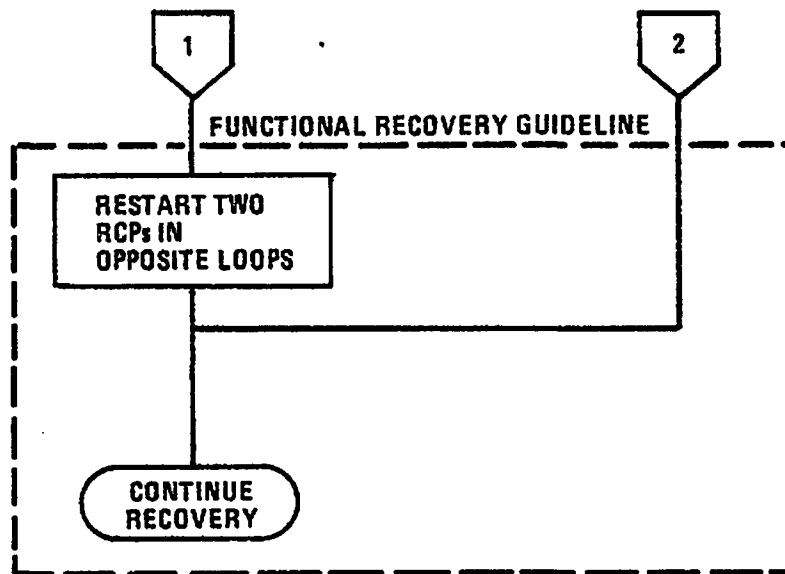 1
2
FUNCTIONAL RECOVERY GUIDELINE
RESTART TWO
RCPs IN
OPPOSITE LOOPS
CONTINUE
RECOVERY